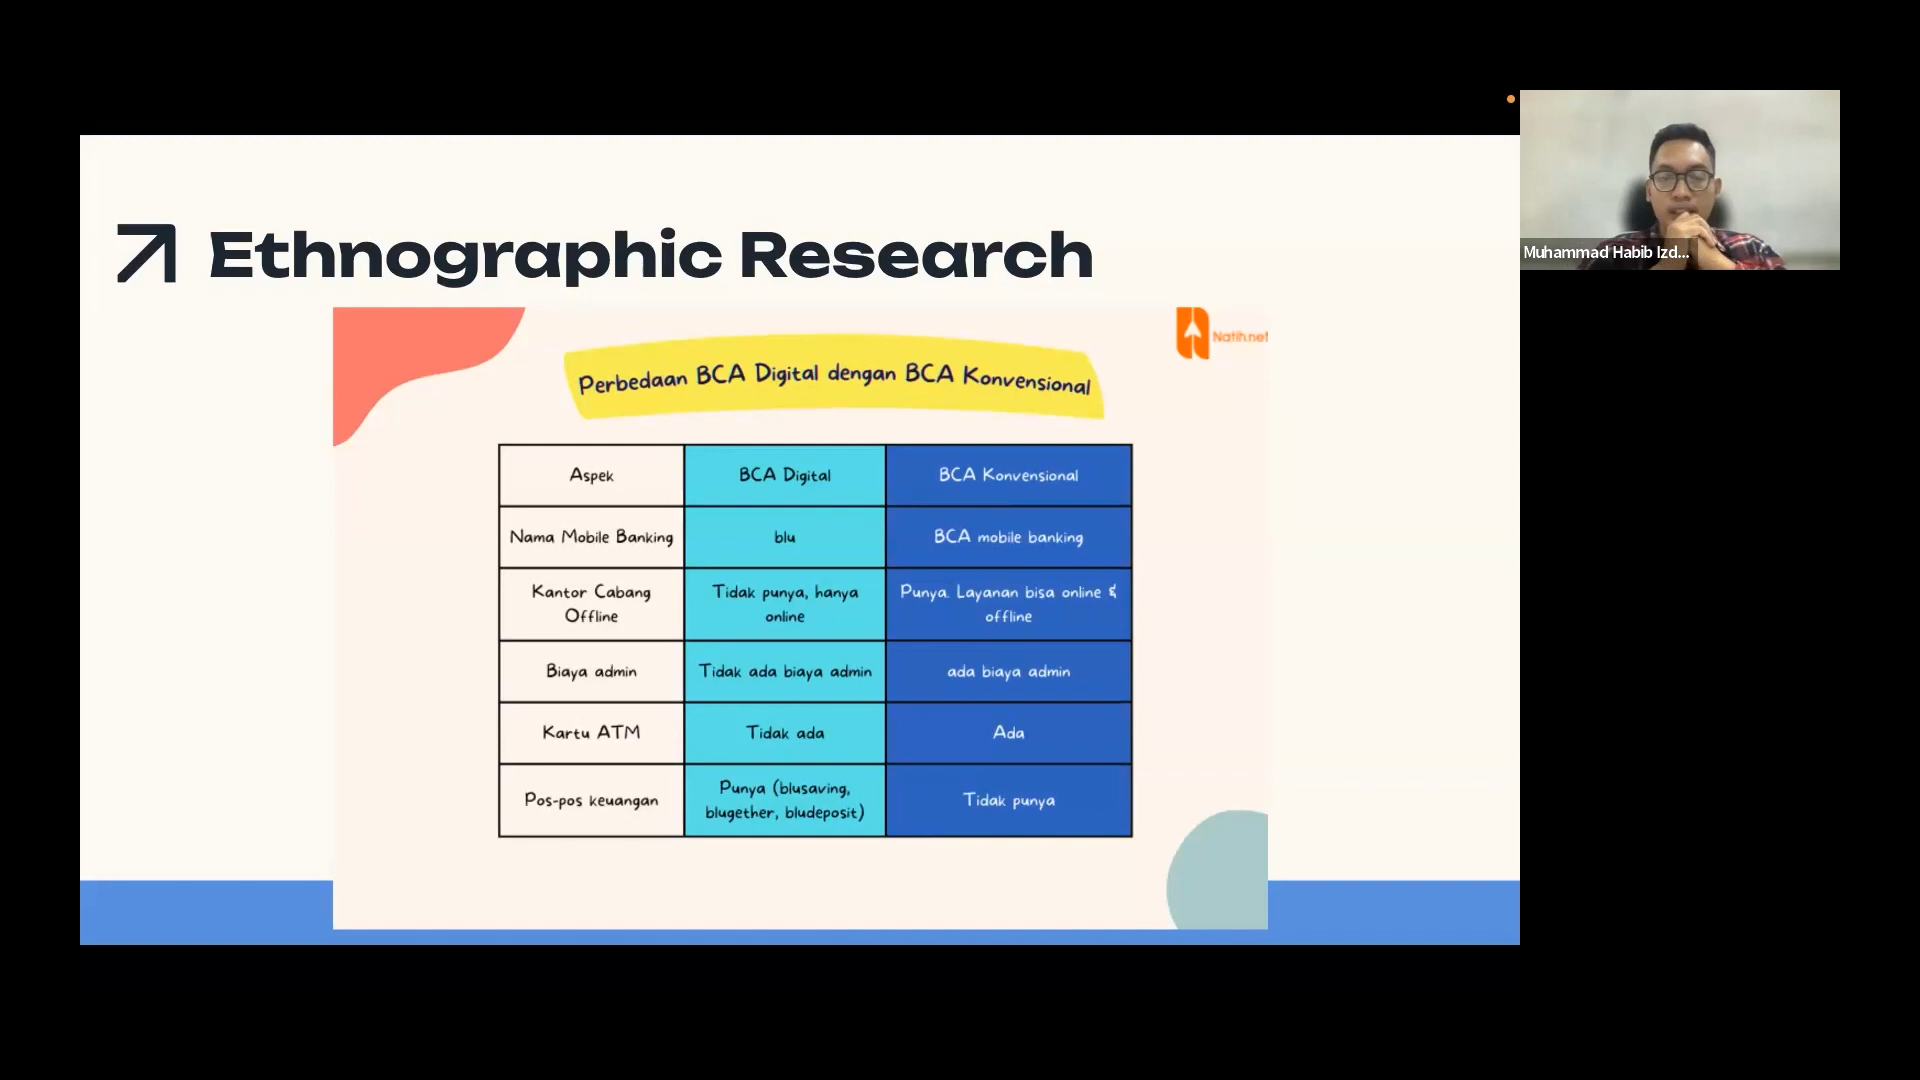 Ethnographic Research
Natih.net
Perbedaan BCA Digital dengan BCA Konvensional
Aspek
BCA Digital
BCA Konvensional
Nama Mobile Banking
blu
BCA mobile banking
Kantor Cabang
Offline
Tidak punya, hanya
online
Punya. Layanan bisa online &
offline
Biaya admin
Tidak ada biaya admin
ada biaya admin
Kartu ATM
Tidak ada
Ada
Pos-pos keuangan
Punya (blusaving,
blugether, bludeposit)
Tidak punya
Muhammad Habib Izd...